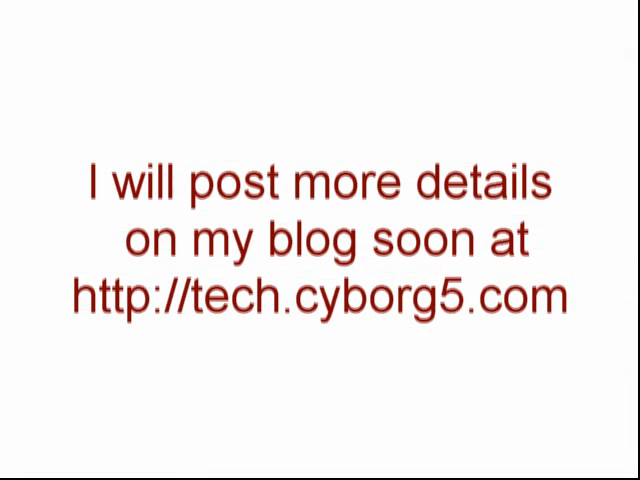 I will post more details
on my blog soon at
http://tech.cyborg5.com